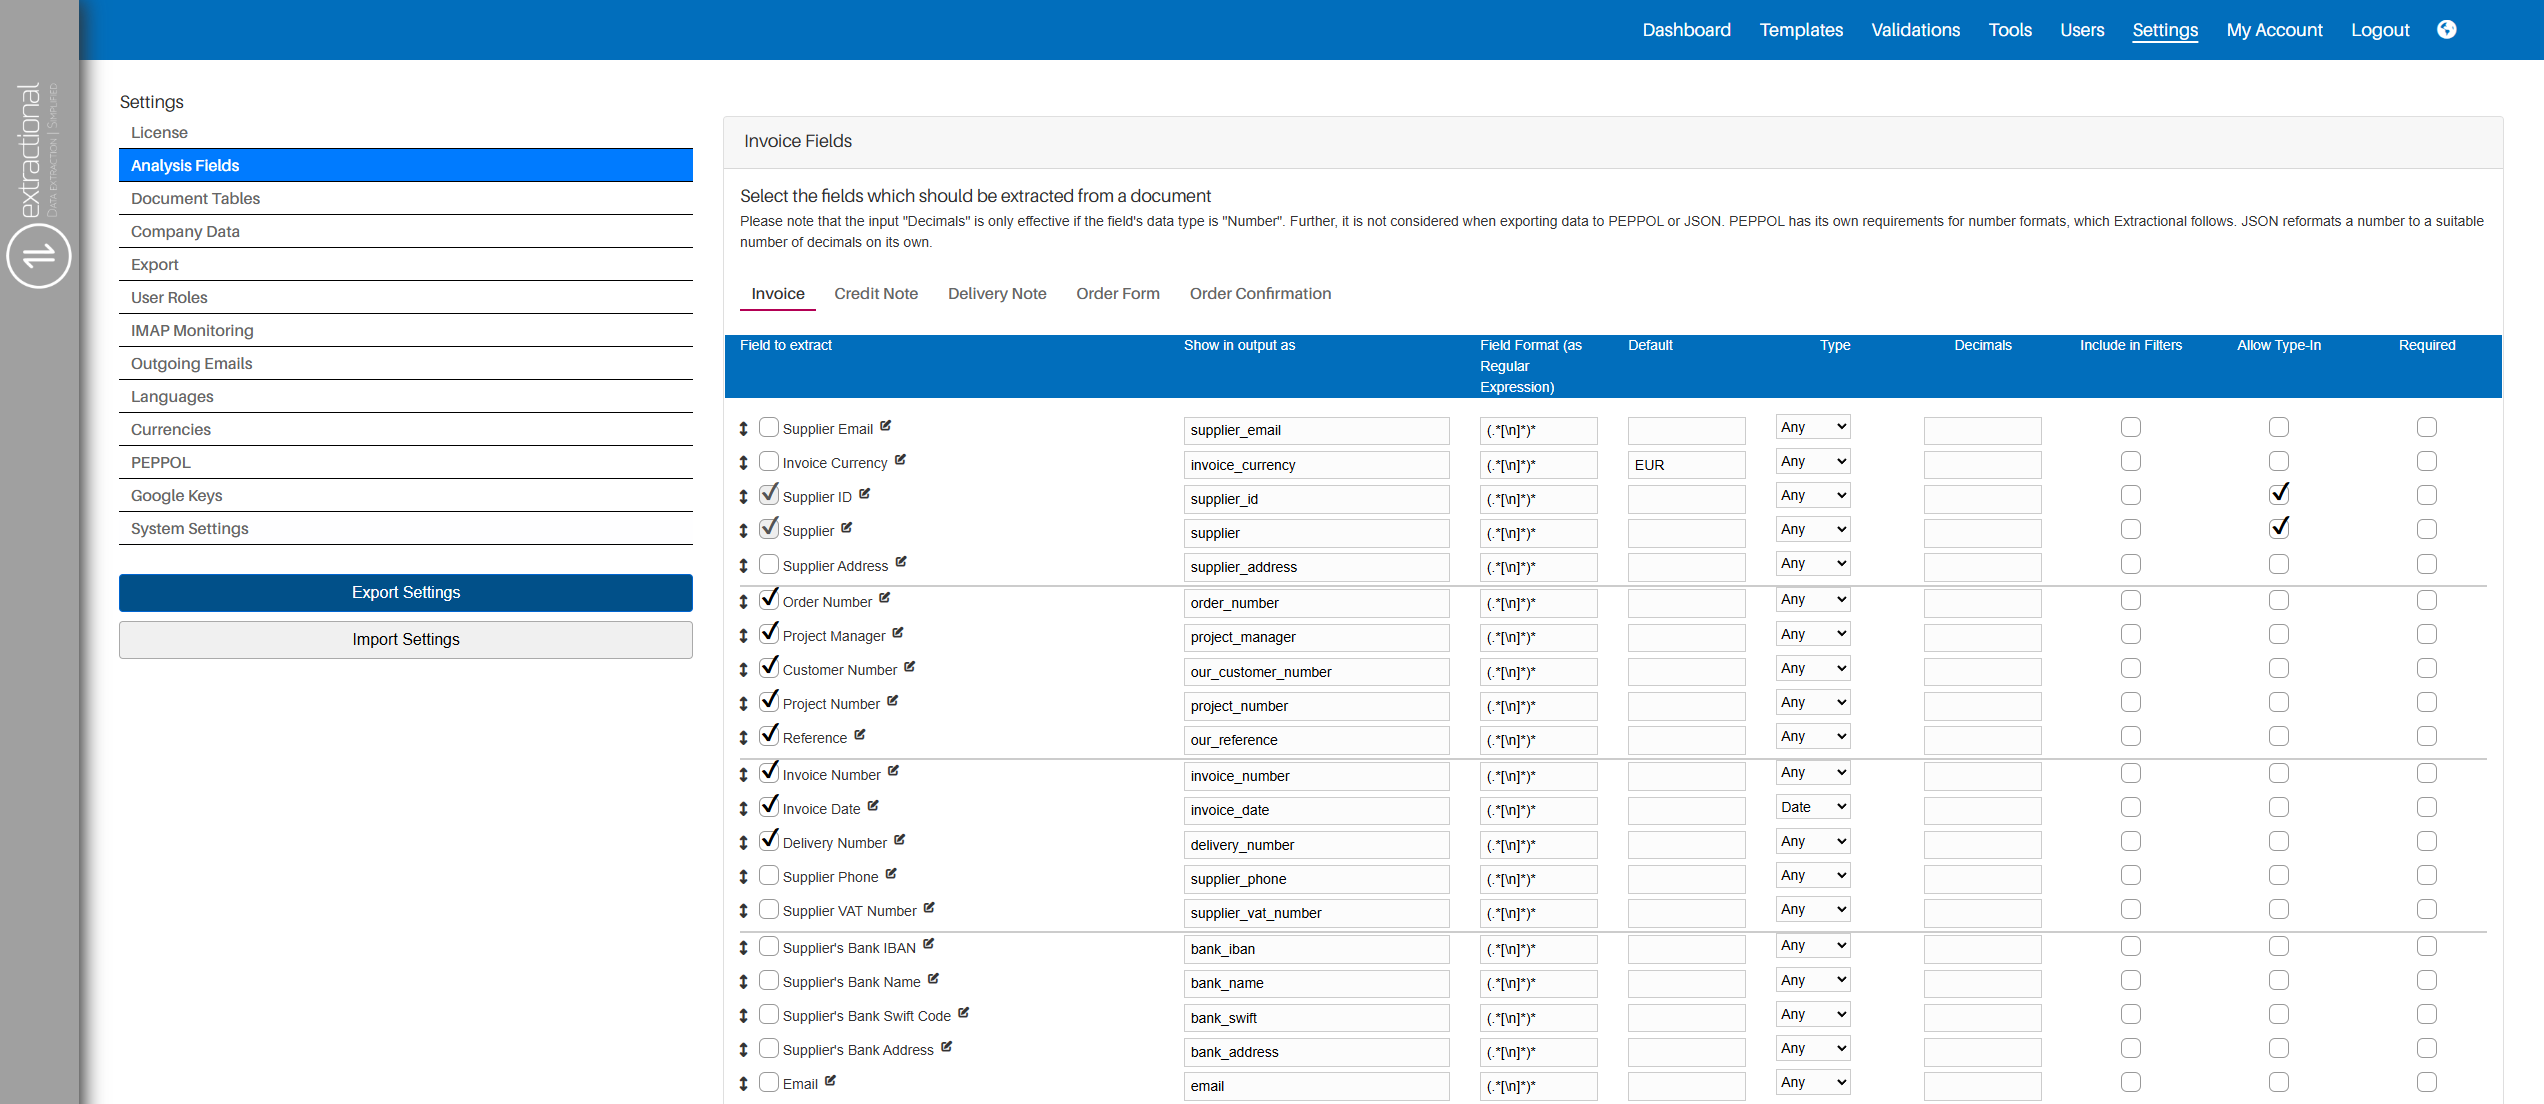 Dashboard Templates Validations Tools Users Settings My Account Logout
extractional
DATA EXTRACTION | SIMPLIFIED
Settings
License
Analysis Fields
Document Tables
Company Data
Export
User Roles
IMAP Monitoring
Outgoing Emails
Languages
Currencies
PEPPOL
Google Keys
System Settings
Export Settings
Import Settings
Invoice Fields
Select the fields which should be extracted from a document
Please note that the input "Decimals" is only effective if the field's data type is "Number". Further, it is not considered when exporting data to PEPPOL or JSON. PEPPOL has its own requirements for number formats, which Extractional follows. JSON reformats a number to a suitable
number of decimals on its own.
Invoice Credit Note Delivery Note Order Form Order Confirmation
Field to extract Show in output as Field Format (as Default Type Decimals Include in Filters Allow Type-In Required
Regular
Expression)
Supplier Email supplier_email (.*[\n]*)* Any
Invoice Currency invoice_currency (.*[\n]*)* EUR Any
Supplier ID supplier_id (.*[\n]*)* Any
Supplier supplier (.*[\n]*)* Any
Supplier Address supplier_address (.*[\n]*)* Any
Order Number order_number (.*[\n]*)* Any
Project Manager project_manager (.*[\n]*)* Any
Customer Number our_customer_number (.*[\n]*)* Any
Project Number project_number (.*[\n]*)* Any
Reference our_reference (.*[\n]*)* Any
Invoice Number invoice_number (.*[\n]*)* Any
Invoice Date invoice_date (.*[\n]*)* Date
Delivery Number delivery_number (.*[\n]*)* Any
Supplier Phone supplier_phone (.*[\n]*)* Any
Supplier VAT Number supplier_vat_number (.*[\n]*)* Any
Supplier's Bank IBAN bank_iban (.*[\n]*)* Any
Supplier's Bank Name bank_name (.*[\n]*)* Any
Supplier's Bank Swift Code bank_swift (.*[\n]*)* Any
Supplier's Bank Address bank_address (.*[\n]*)* Any
Email email (.*[\n]*)* Any